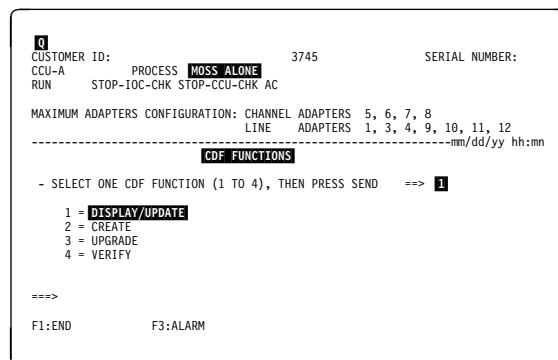 Q
CUSTOMER ID: 3745 SERIAL NUMBER:
CCU-A PROCESS MOSS ALONE
RUN STOP-IOC-CHK STOP-CCU-CHK AC
MAXIMUM ADAPTERS CONFIGURATION: CHANNEL ADAPTERS 5, 6, 7, 8
LINE ADAPTERS 1, 3, 4, 9, 10, 11, 12
-----------------------------------------------------------------mm/dd/yy hh:mn
CDF FUNCTIONS
- SELECT ONE CDF FUNCTION (1 TO 4), THEN PRESS SEND ==> 1
1 = DISPLAY/UPDATE
2 = CREATE
3 = UPGRADE
4 = VERIFY
===>
F1:END F3:ALARM